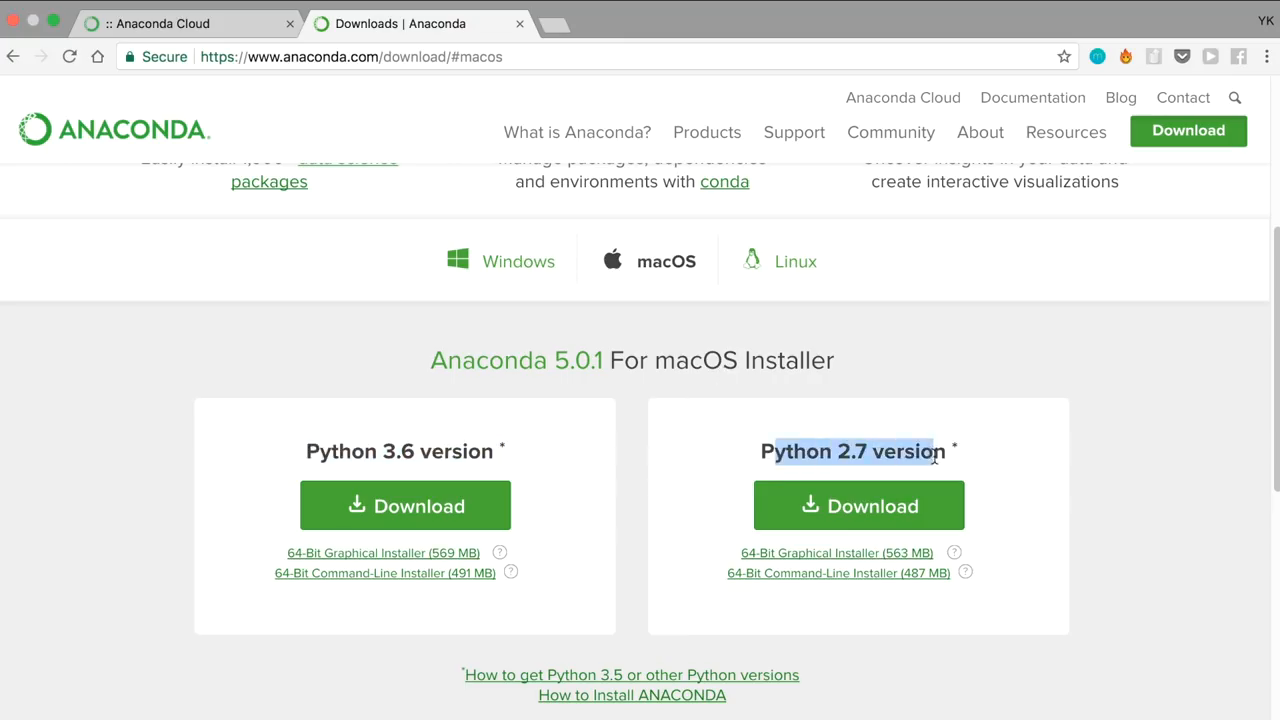 :: Anaconda Cloud
Downloads | Anaconda
YK
Secure https://www.anaconda.com/download/#macos
Anaconda Cloud Documentation Blog Contact
ANACONDA.
What is Anaconda? Products Support Community About Resources Download
data science
packages
and environments with conda
create interactive visualizations
Windows macOS Linux
Anaconda 5.0.1 For macOS Installer
Python 3.6 version *
Download
64-Bit Graphical Installer (569 MB) ?
64-Bit Command-Line Installer (491 MB) ?
Python 2.7 version *
Download
64-Bit Graphical Installer (563 MB) ?
64-Bit Command-Line Installer (487 MB) ?
*How to get Python 3.5 or other Python versions
How to Install ANACONDA